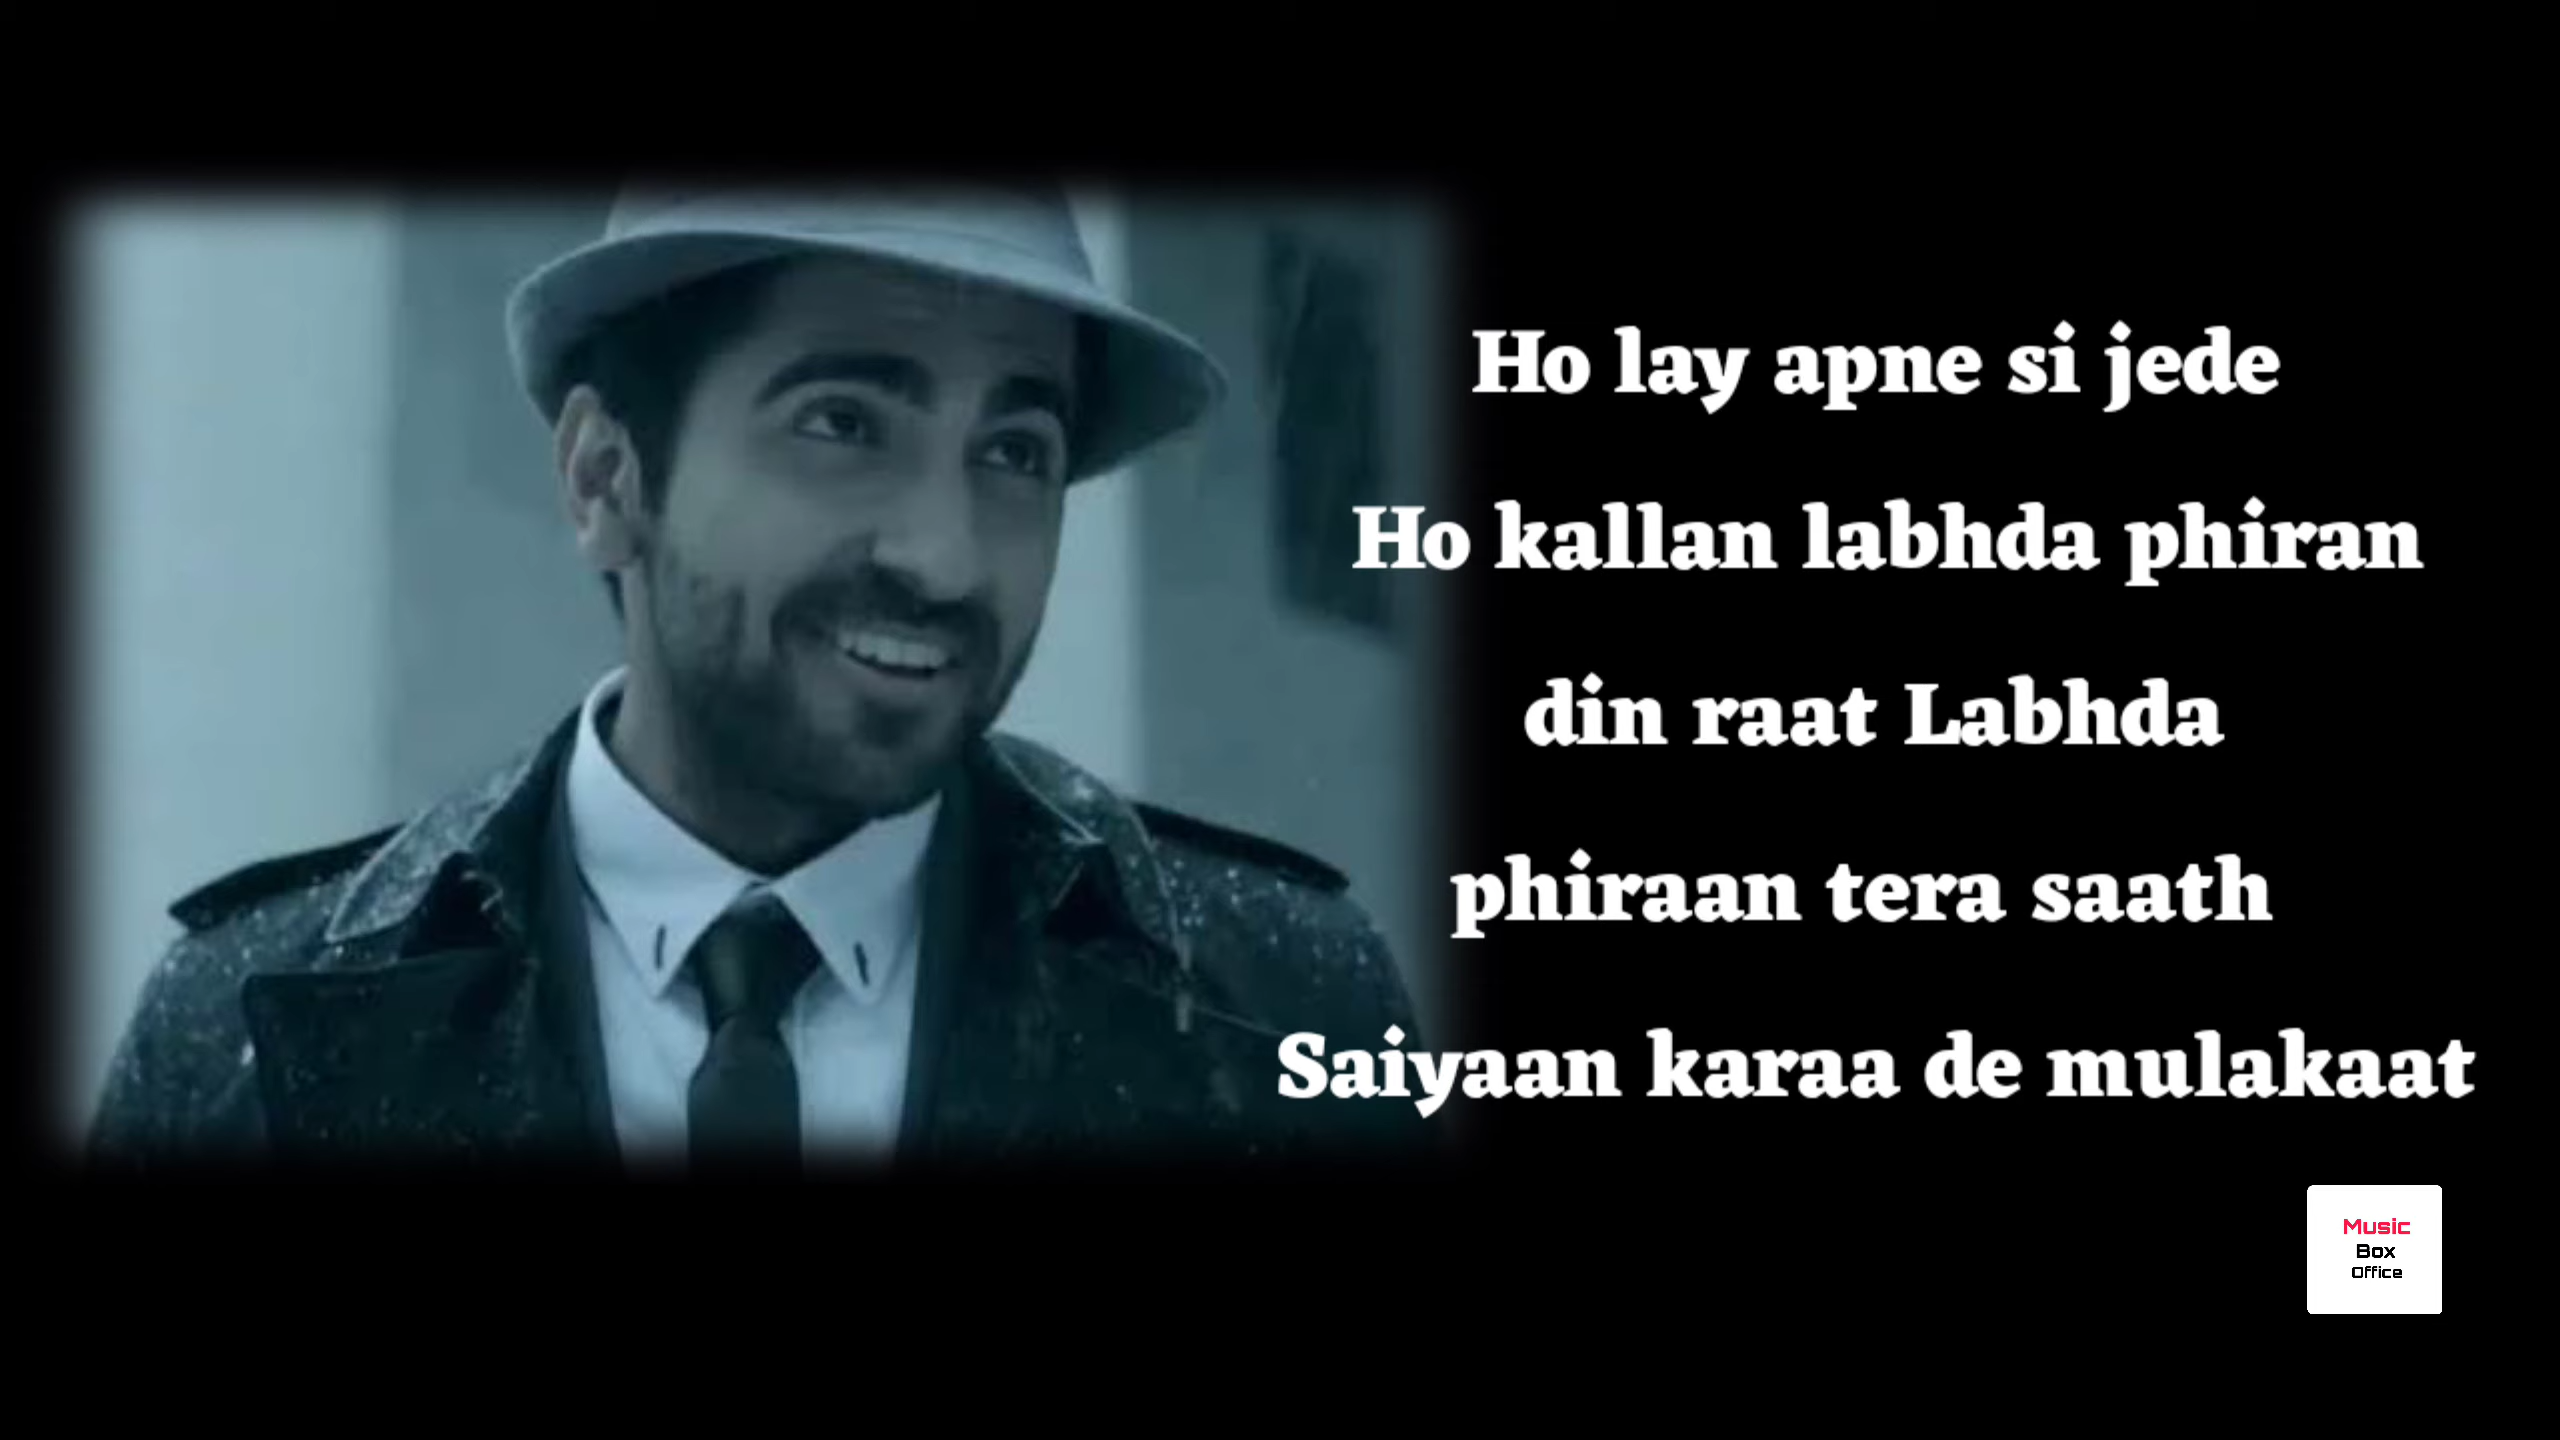 Ho lay apne si jede
Ho kallan labhda phiran
din raat Labhda
phiraan tera saath
Saiyaan karaa de mulakaat
Music
Box
Office